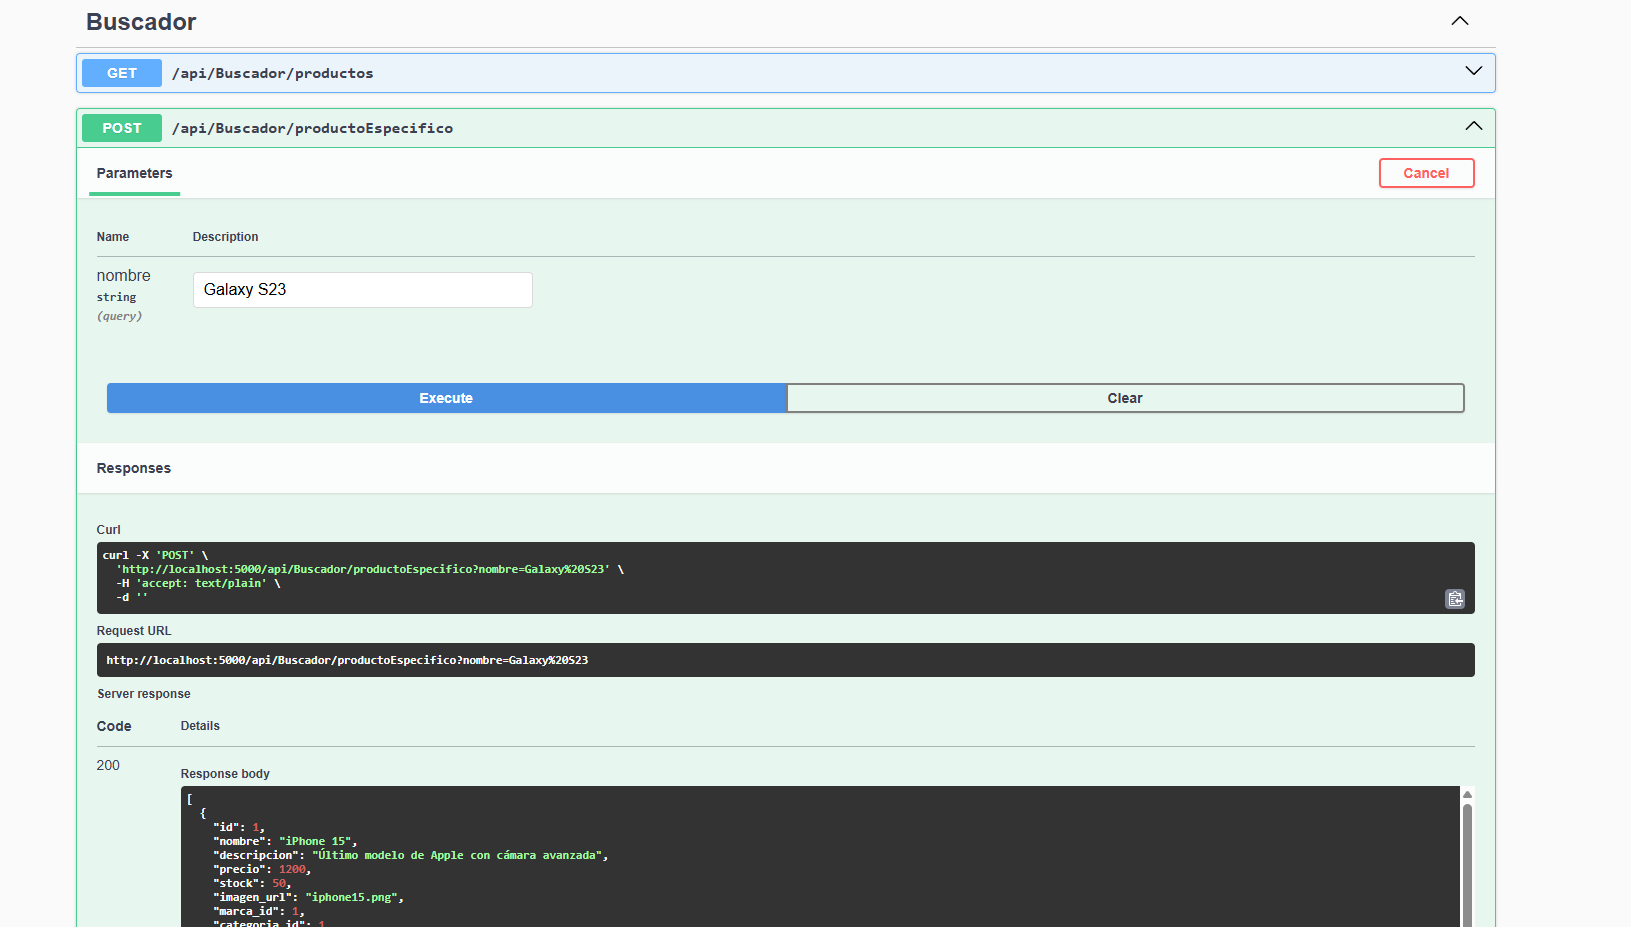 Buscador
GET /api/Buscador/productos
POST /api/Buscador/productoEspecifico
Parameters
Cancel
Name Description
nombre
string
(query)
Galaxy S23
Execute
Clear
Responses
Curl
curl -X 'POST' \
  'http://localhost:5000/api/Buscador/productoEspecifico?nombre=Galaxy%20S23' \
  -H 'accept: text/plain' \
  -d ''
Request URL
http://localhost:5000/api/Buscador/productoEspecifico?nombre=Galaxy%20S23
Server response
Code Details
200
Response body
[
  {
    "id": 1,
    "nombre": "iPhone 15",
    "descripcion": "Último modelo de Apple con cámara avanzada",
    "precio": 1200,
    "stock": 50,
    "imagen_url": "iphone15.png",
    "marca_id": 1,
    "categoria_id": 1